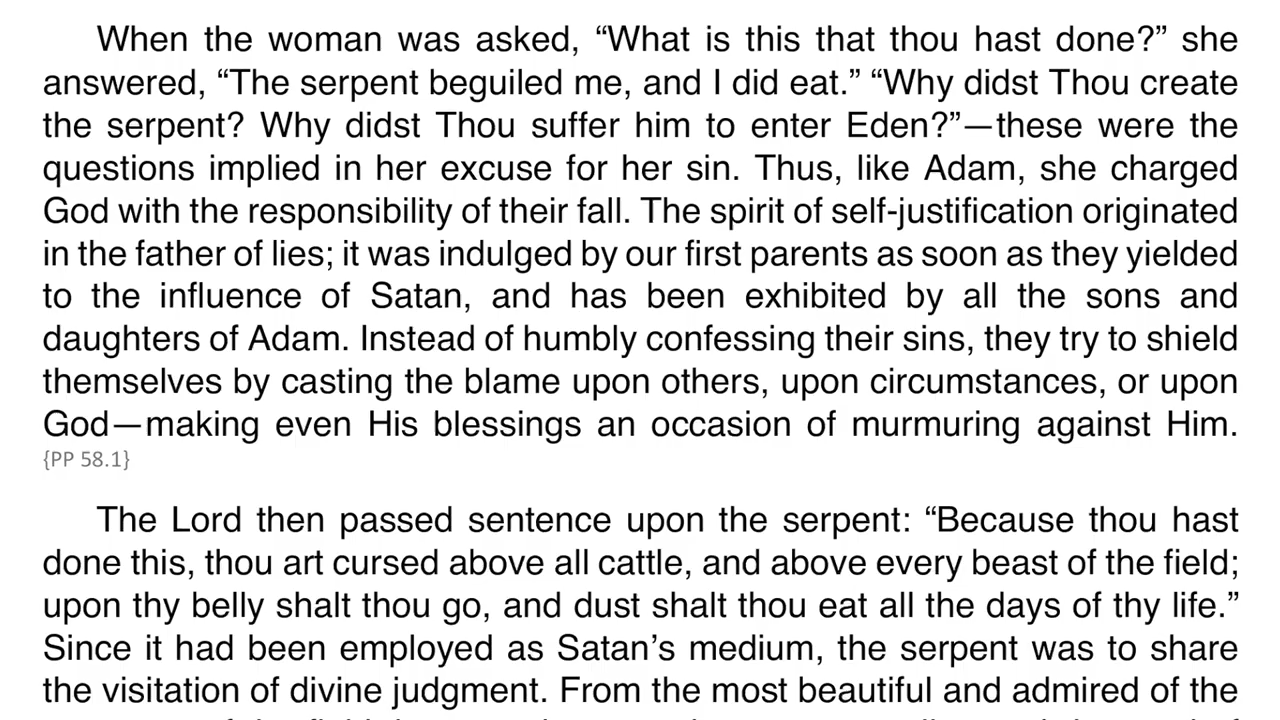 When the woman was asked, “What is this that thou hast done?” she
answered, “The serpent beguiled me, and I did eat.” “Why didst Thou create
the serpent? Why didst Thou suffer him to enter Eden?”—these were the
questions implied in her excuse for her sin. Thus, like Adam, she charged
God with the responsibility of their fall. The spirit of self-justification originated
in the father of lies; it was indulged by our first parents as soon as they yielded
to the influence of Satan, and has been exhibited by all the sons and
daughters of Adam. Instead of humbly confessing their sins, they try to shield
themselves by casting the blame upon others, upon circumstances, or upon
God—making even His blessings an occasion of murmuring against Him.
{PP 58.1}
The Lord then passed sentence upon the serpent: “Because thou hast
done this, thou art cursed above all cattle, and above every beast of the field;
upon thy belly shalt thou go, and dust shalt thou eat all the days of thy life.”
Since it had been employed as Satan’s medium, the serpent was to share
the visitation of divine judgment. From the most beautiful and admired of the